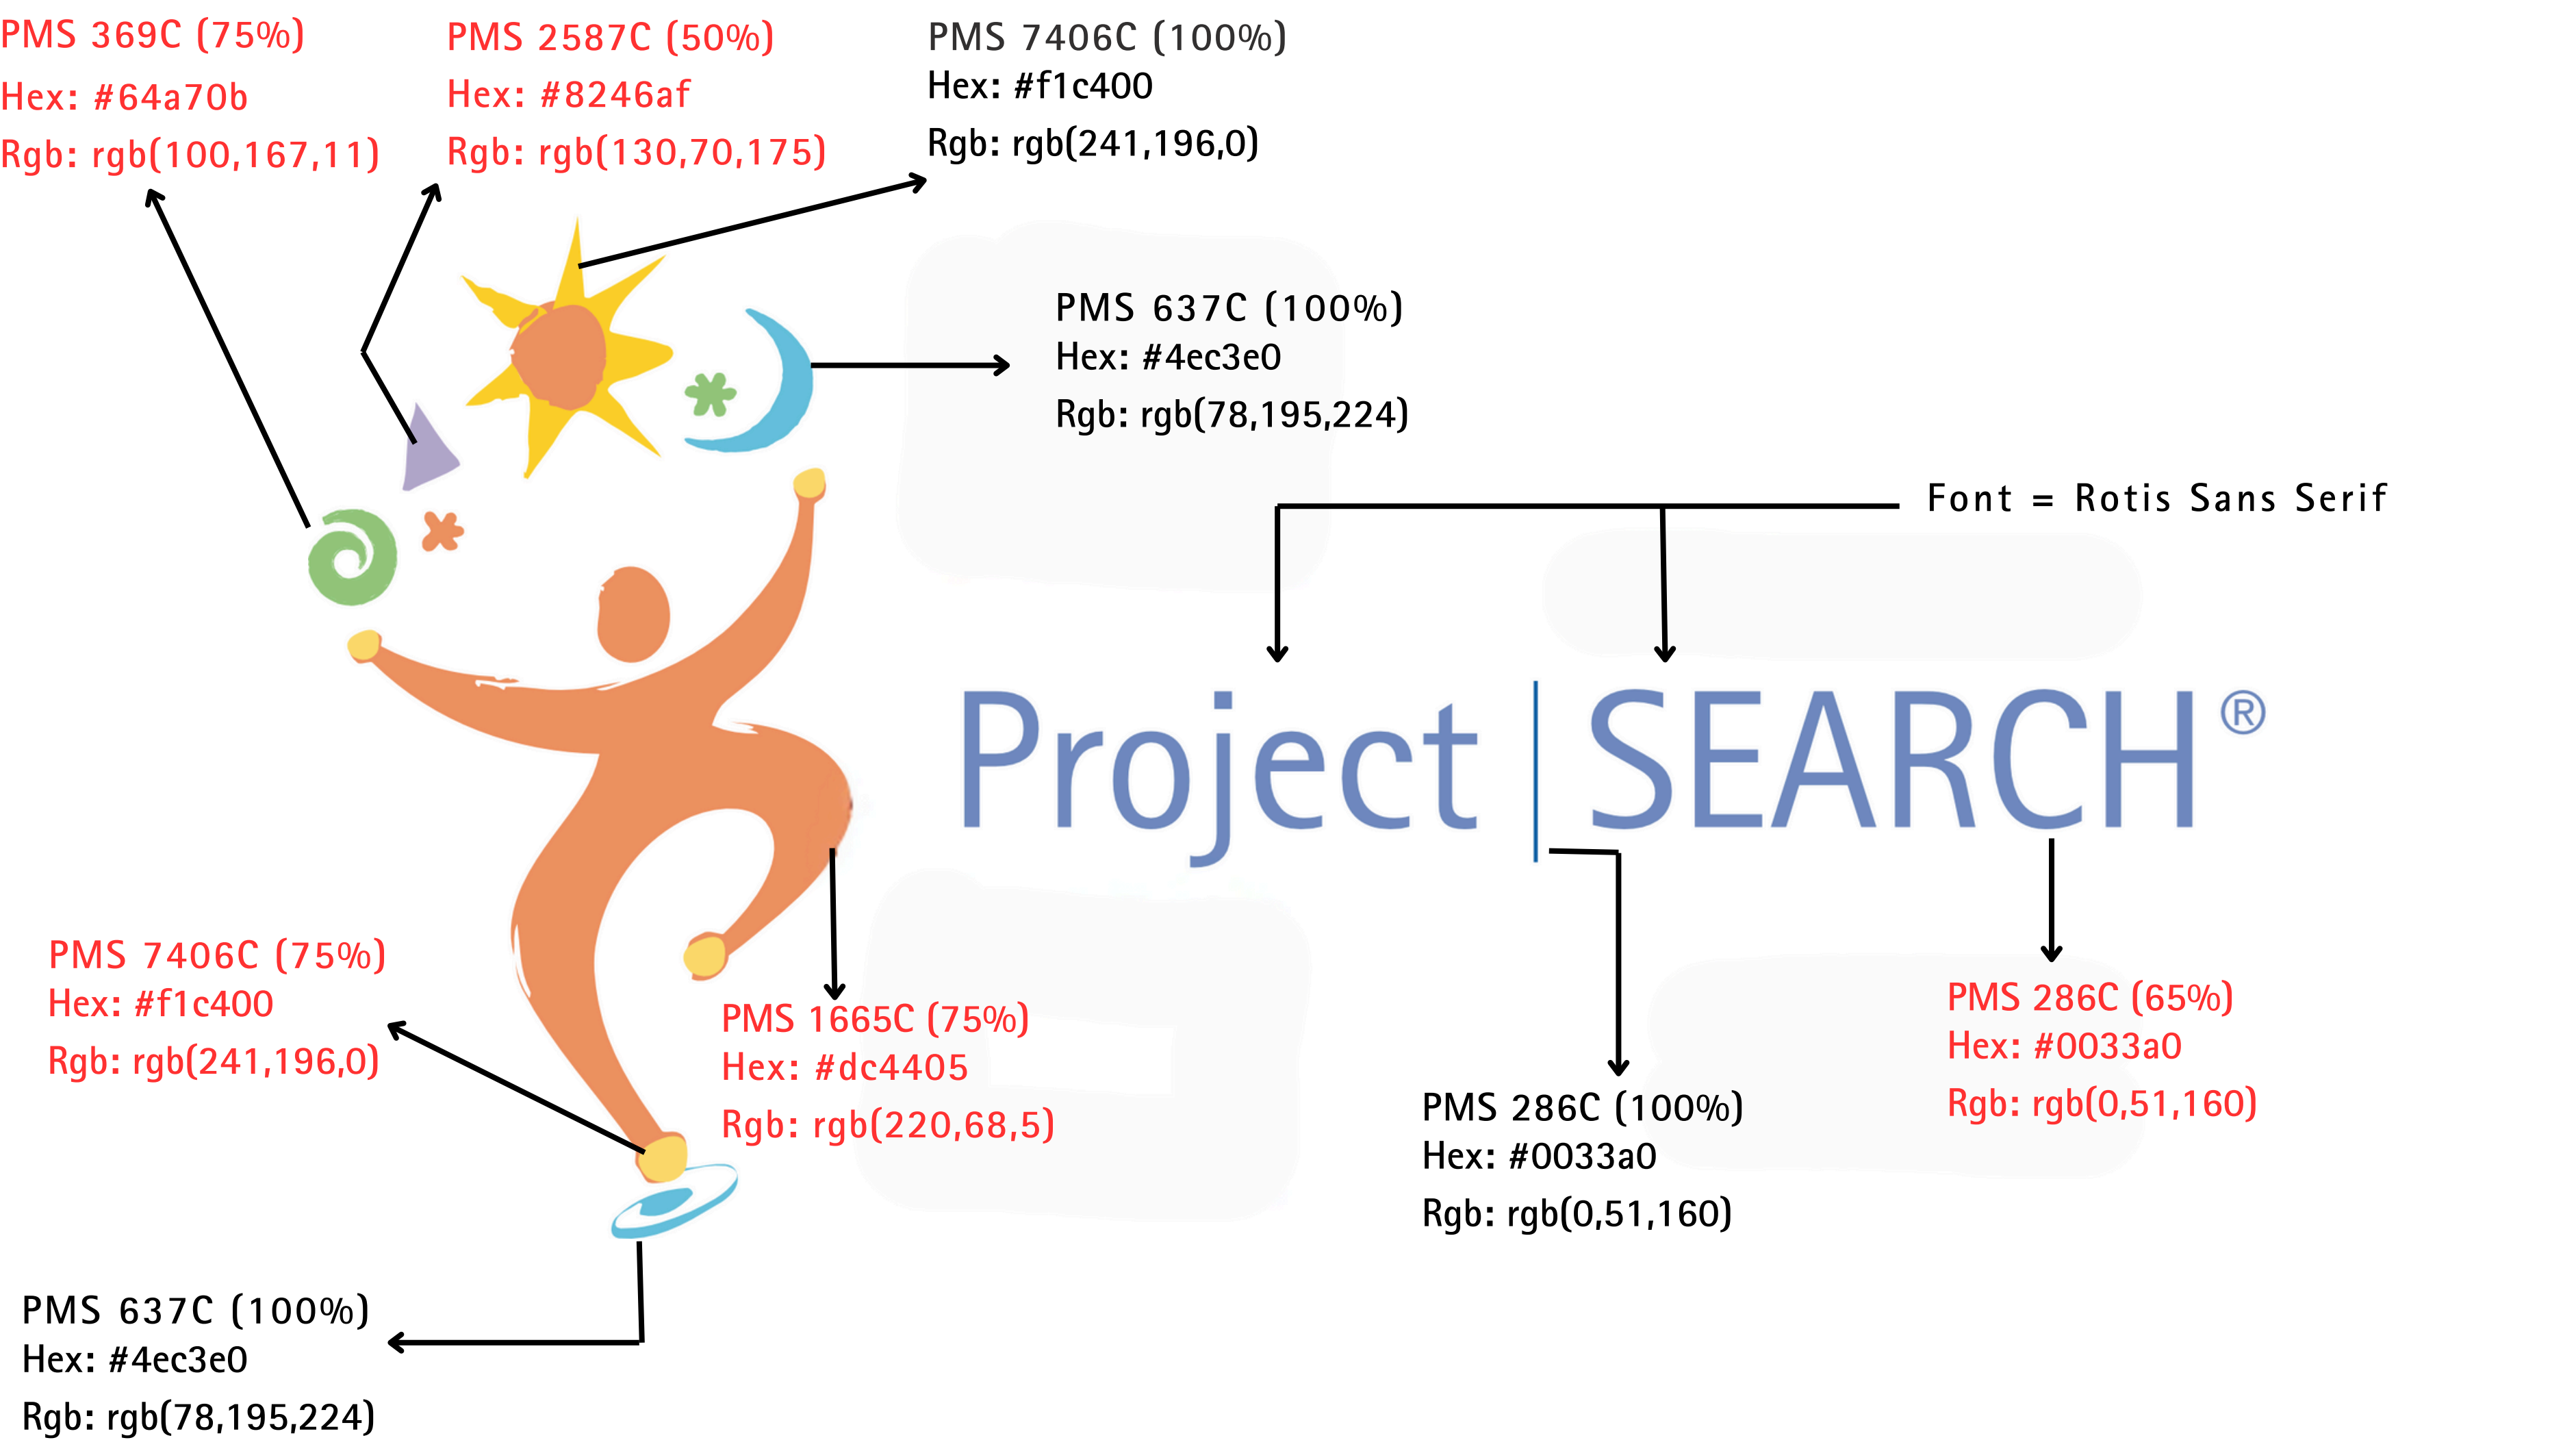 PMS 369C (75%)
Hex: #64a70b
Rgb: rgb(100,167,11)
PMS 2587C (50%)
Hex: #8246af
Rgb: rgb(130,70,175)
PMS 7406C (100%)
Hex: #f1c400
Rgb: rgb(241,196,0)
PMS 637C (100%)
Hex: #4ec3e0
Rgb: rgb(78,195,224)
Font = Rotis Sans Serif
Project | SEARCH®
PMS 7406C (75%)
Hex: #f1c400
Rgb: rgb(241,196,0)
PMS 1665C (75%)
Hex: #dc4405
Rgb: rgb(220,68,5)
PMS 286C (100%)
Hex: #0033a0
Rgb: rgb(0,51,160)
PMS 286C (65%)
Hex: #0033a0
Rgb: rgb(0,51,160)
PMS 637C (100%)
Hex: #4ec3e0
Rgb: rgb(78,195,224)